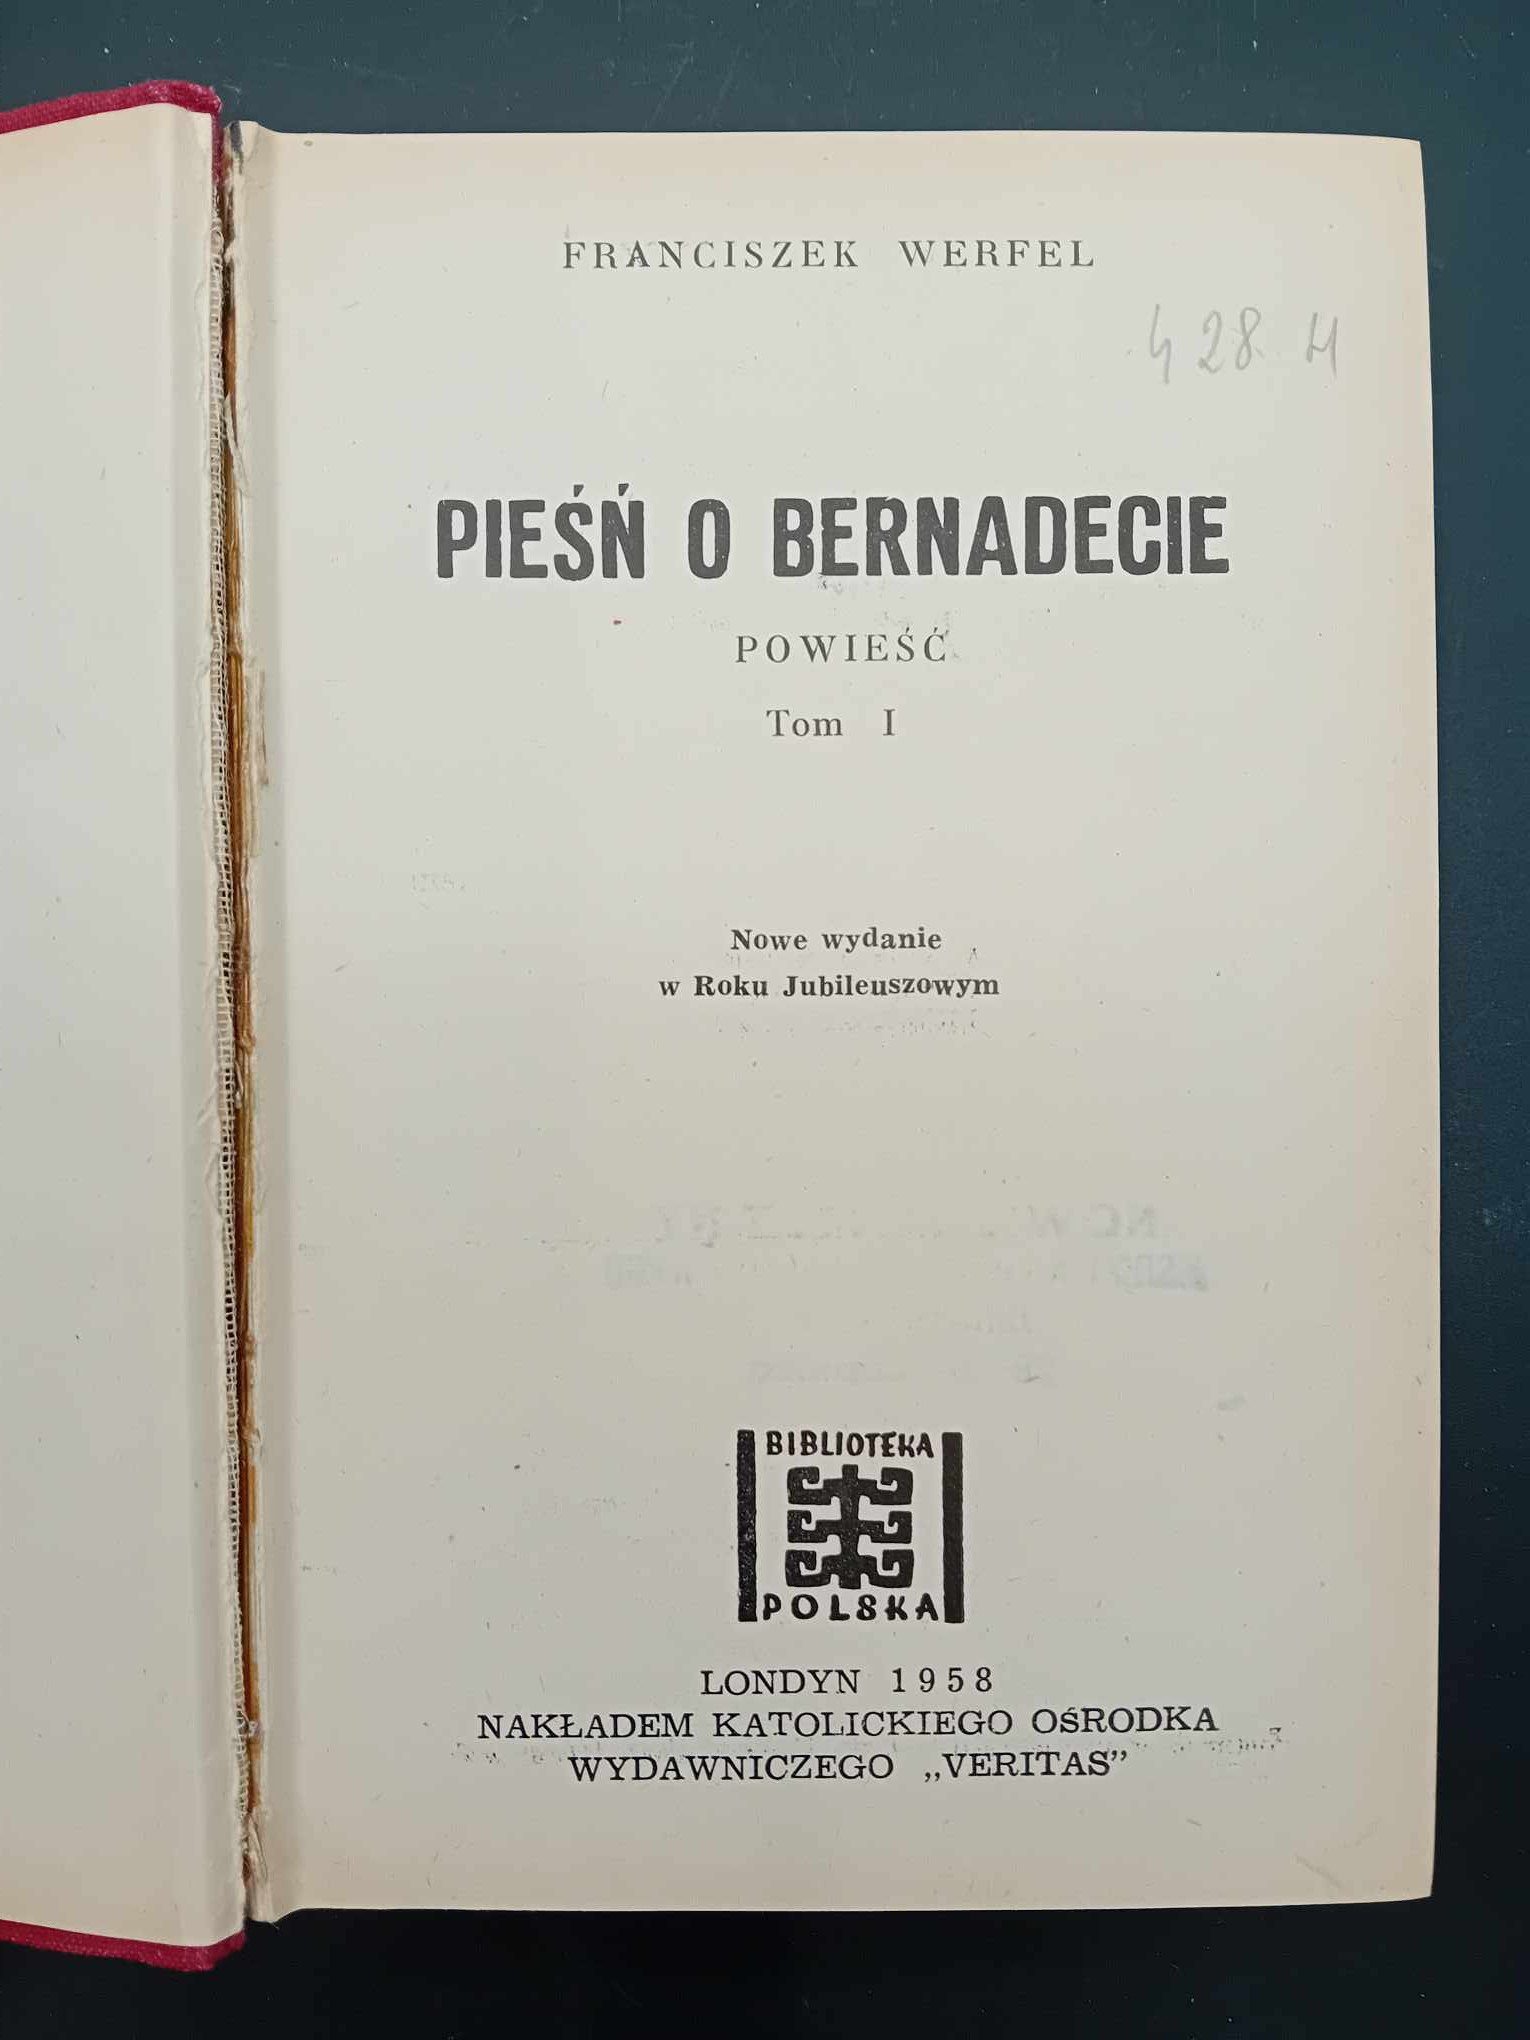 FRANCISZEK WERFEL
428 H
PIEŚŃ O BERNADECIE
POWIEŚĆ
Tom I
Nowe wydanie
w Roku Jubileuszowym
BIBLIOTEKA
POLSKA
LONDYN 1958
NAKŁADEM KATOLICKIEGO OŚRODKA
WYDAWNICZEGO „VERITAS”